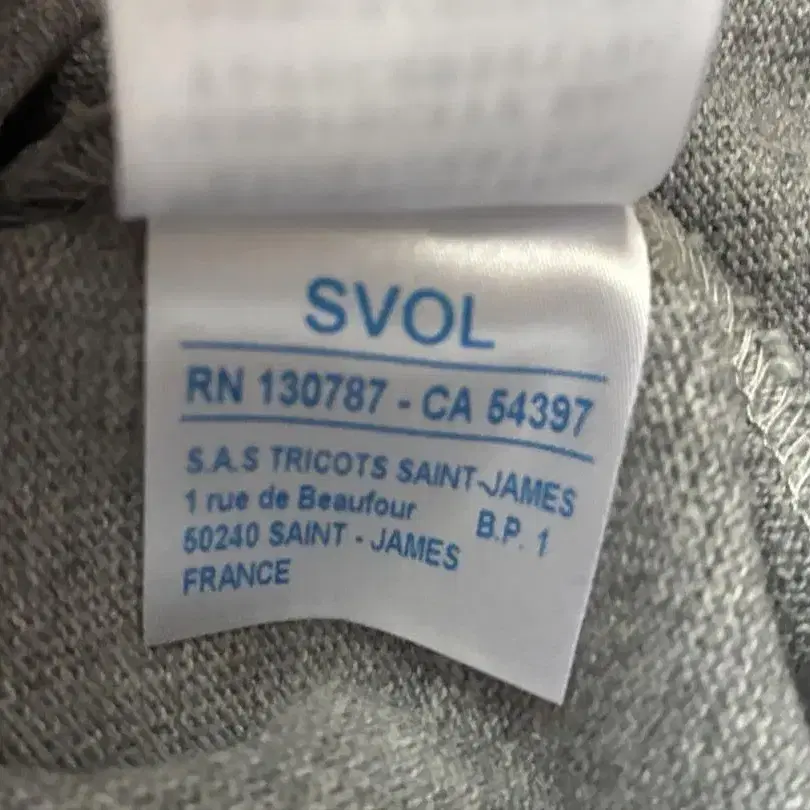 SVOL
RN 130787 - CA 54397
S.A.S TRICOTS SAINT-JAMES
1 rue de Beaufour B.P. 1
50240 SAINT - JAMES
FRANCE